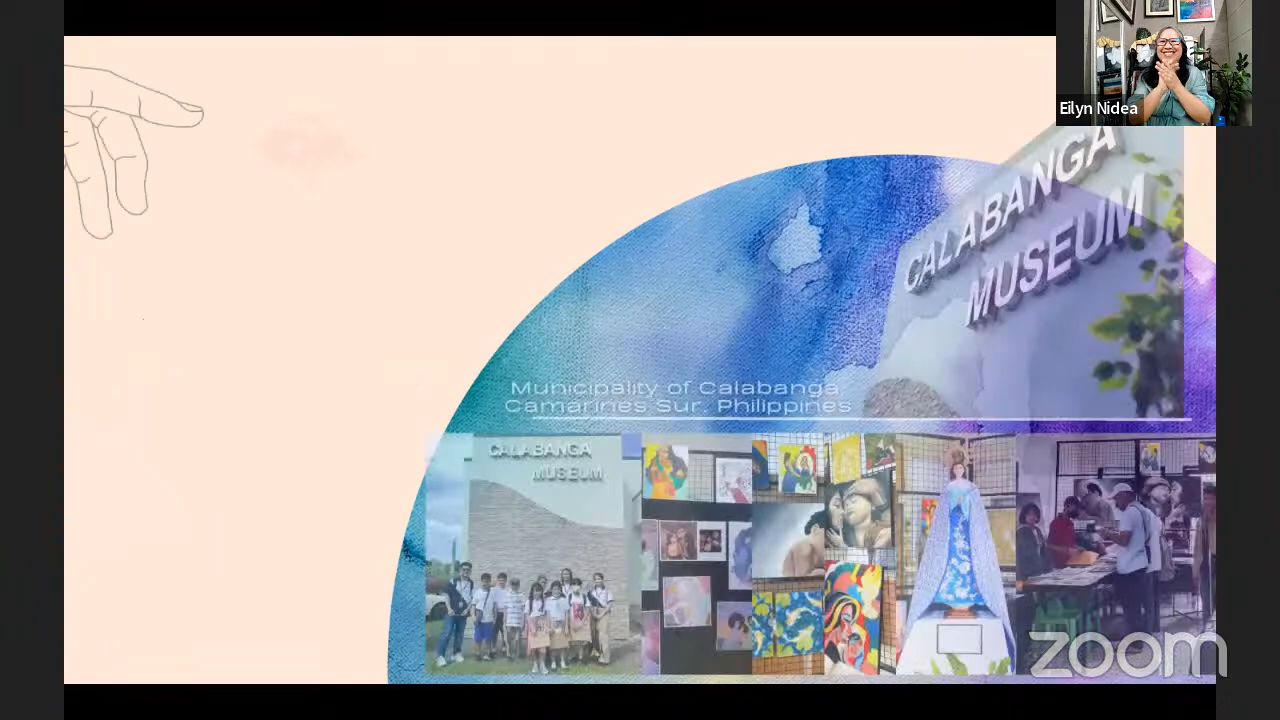 Eilyn Nidea
CALABANGA
MUSEUM
Municipality of Calabanga,
Camarines Sur, Philippines
CALABANGA
MUSEUM
zoom